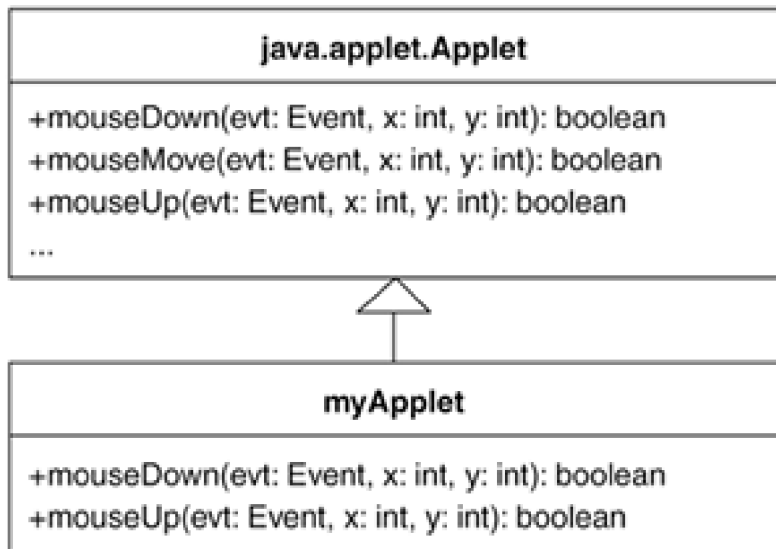 java.applet.Applet
+mouseDown(evt: Event, x: int, y: int): boolean
+mouseMove(evt: Event, x: int, y: int): boolean
+mouseUp(evt: Event, x: int, y: int): boolean
...
myApplet
+mouseDown(evt: Event, x: int, y: int): boolean
+mouseUp(evt: Event, x: int, y: int): boolean